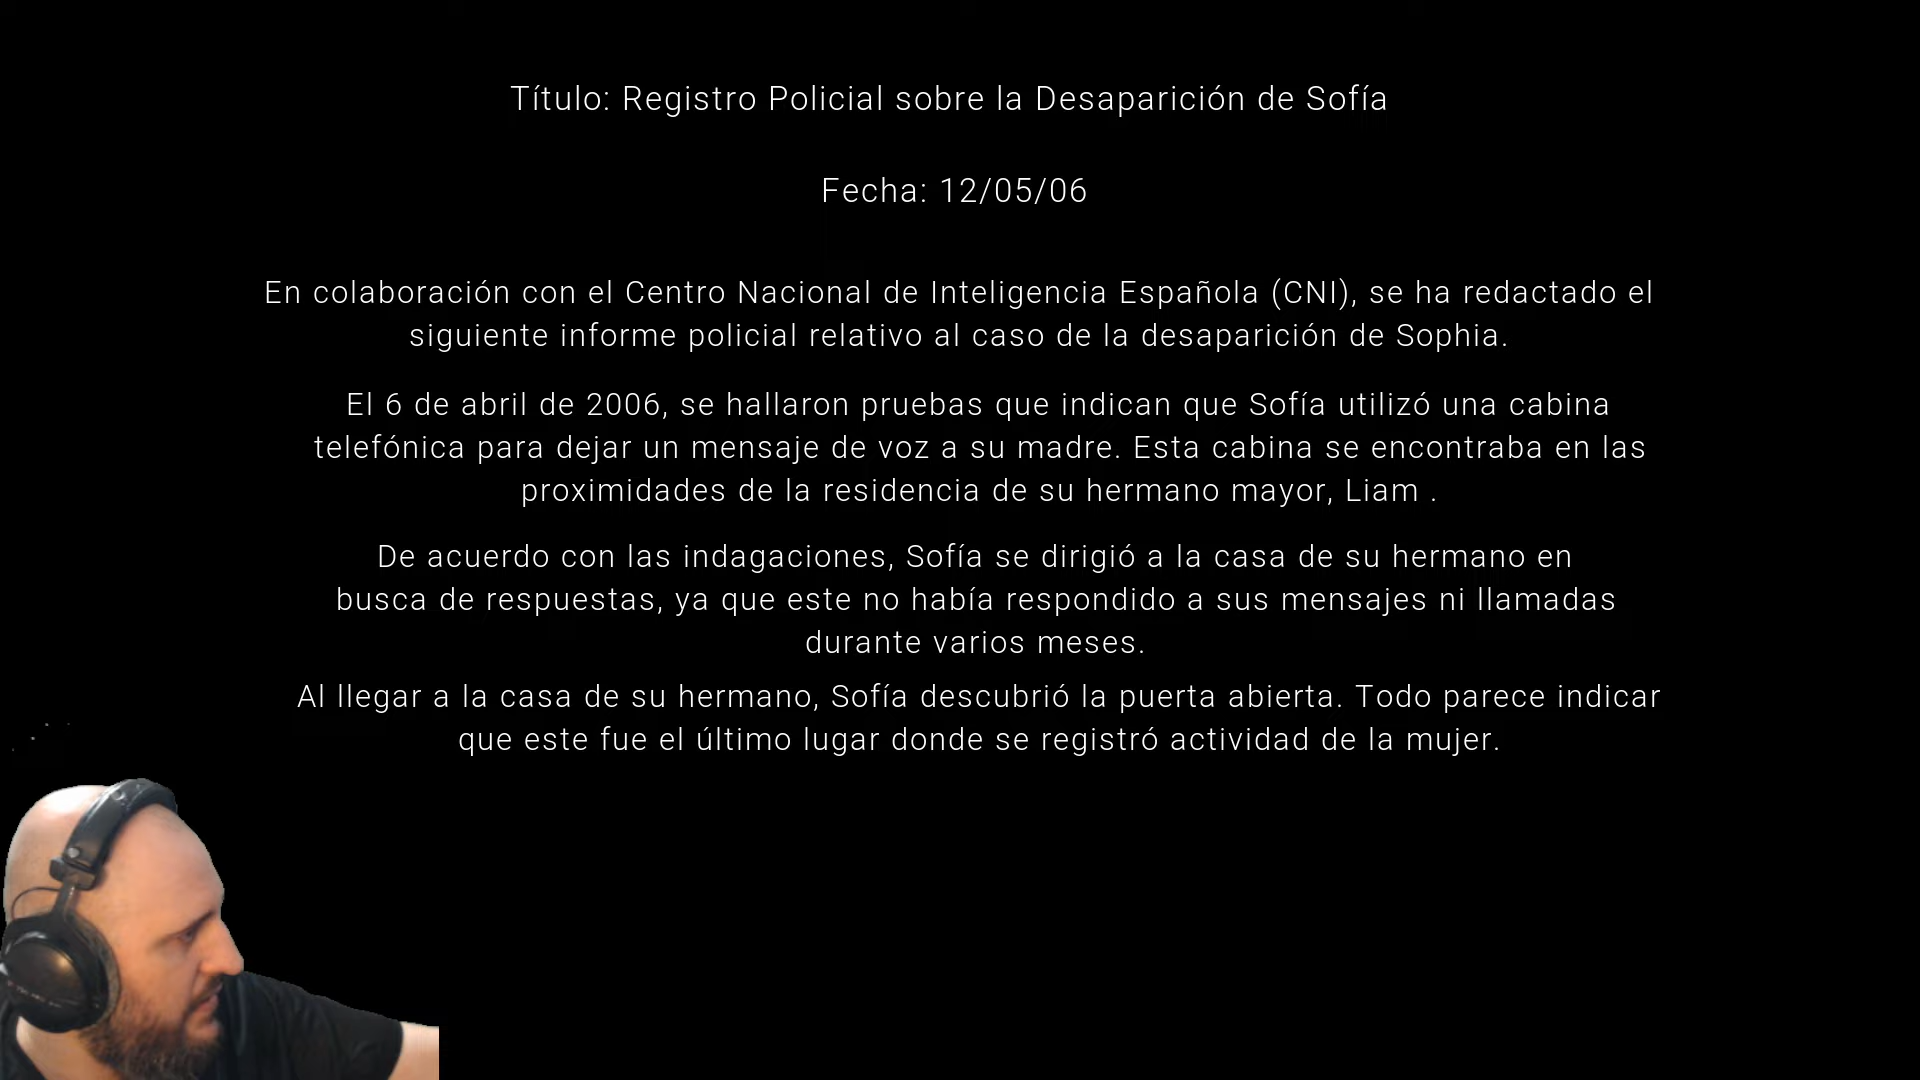 Título: Registro Policial sobre la Desaparición de Sofía
Fecha: 12/05/06
En colaboración con el Centro Nacional de Inteligencia Española (CNI), se ha redactado el
siguiente informe policial relativo al caso de la desaparición de Sophia.
El 6 de abril de 2006, se hallaron pruebas que indican que Sofía utilizó una cabina
telefónica para dejar un mensaje de voz a su madre. Esta cabina se encontraba en las
proximidades de la residencia de su hermano mayor, Liam .
De acuerdo con las indagaciones, Sofía se dirigió a la casa de su hermano en
busca de respuestas, ya que este no había respondido a sus mensajes ni llamadas
durante varios meses.
Al llegar a la casa de su hermano, Sofía descubrió la puerta abierta. Todo parece indicar
que este fue el último lugar donde se registró actividad de la mujer.